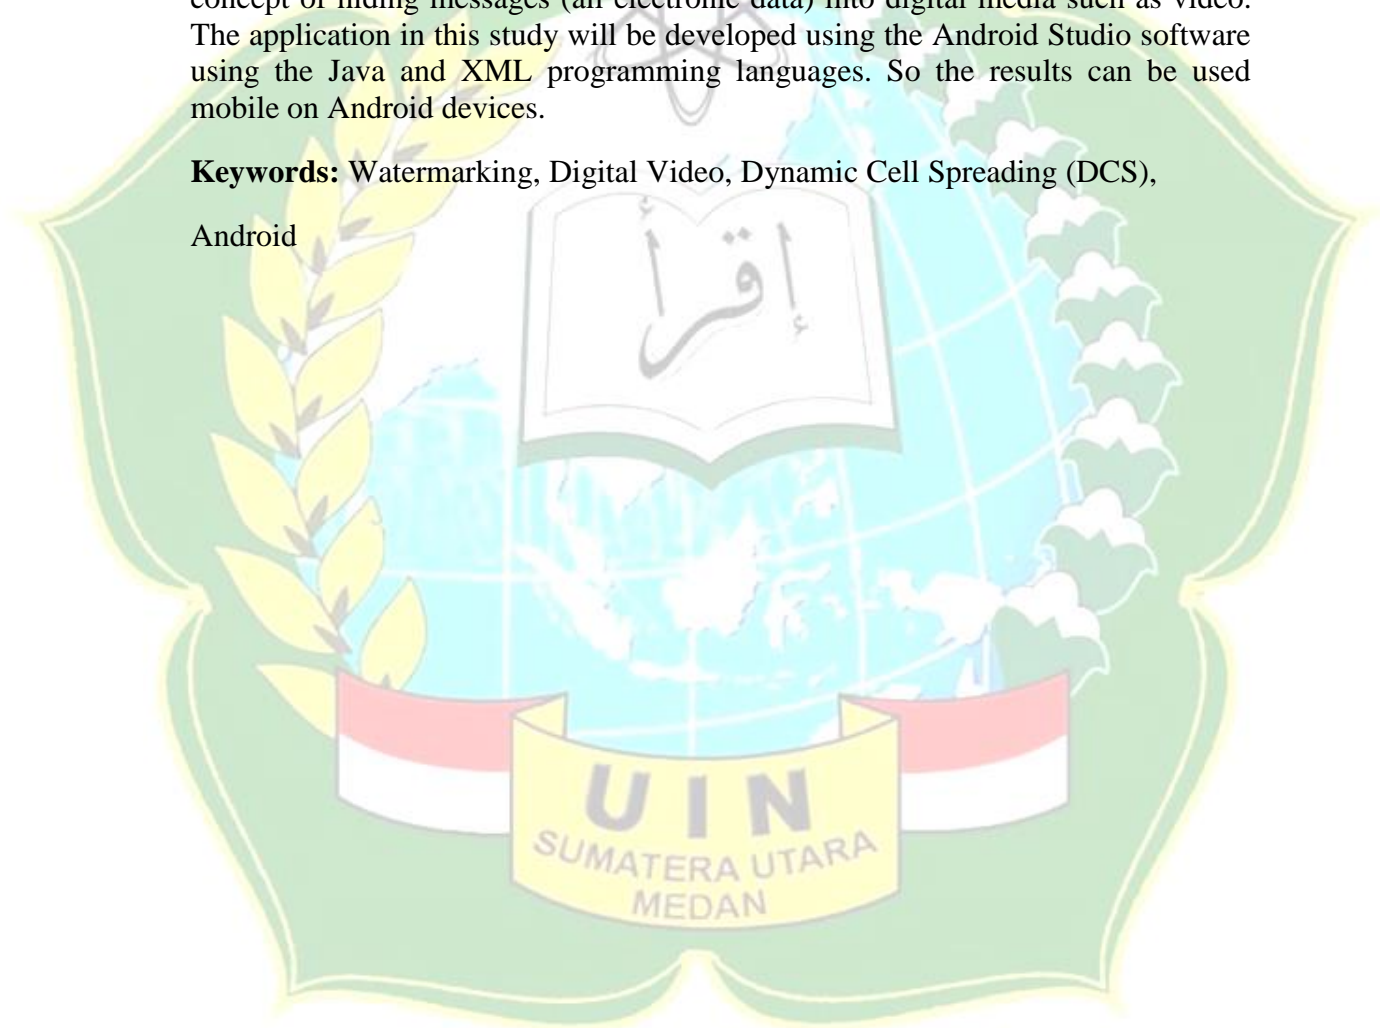 concept of hiding messages (an electronic data) into digital media such as video.
The application in this study will be developed using the Android Studio software
using the Java and XML programming languages. So the results can be used
mobile on Android devices.
Keywords: Watermarking, Digital Video, Dynamic Cell Spreading (DCS),
Android
إقرأ
UIN
SUMATERA UTARA
MEDAN